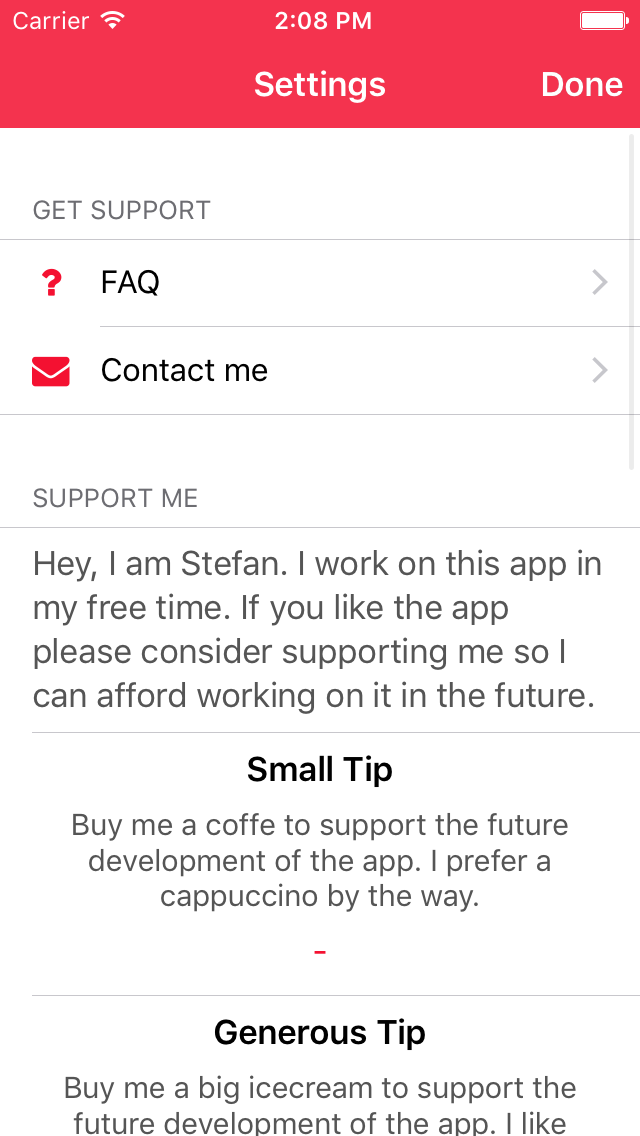 Carrier 2:08 PM
Settings Done
GET SUPPORT
? FAQ
Contact me
SUPPORT ME
Hey, I am Stefan. I work on this app in
my free time. If you like the app
please consider supporting me so I
can afford working on it in the future.
Small Tip
Buy me a coffe to support the future
development of the app. I prefer a
cappuccino by the way.
-
Generous Tip
Buy me a big icecream to support the
future development of the app. I like